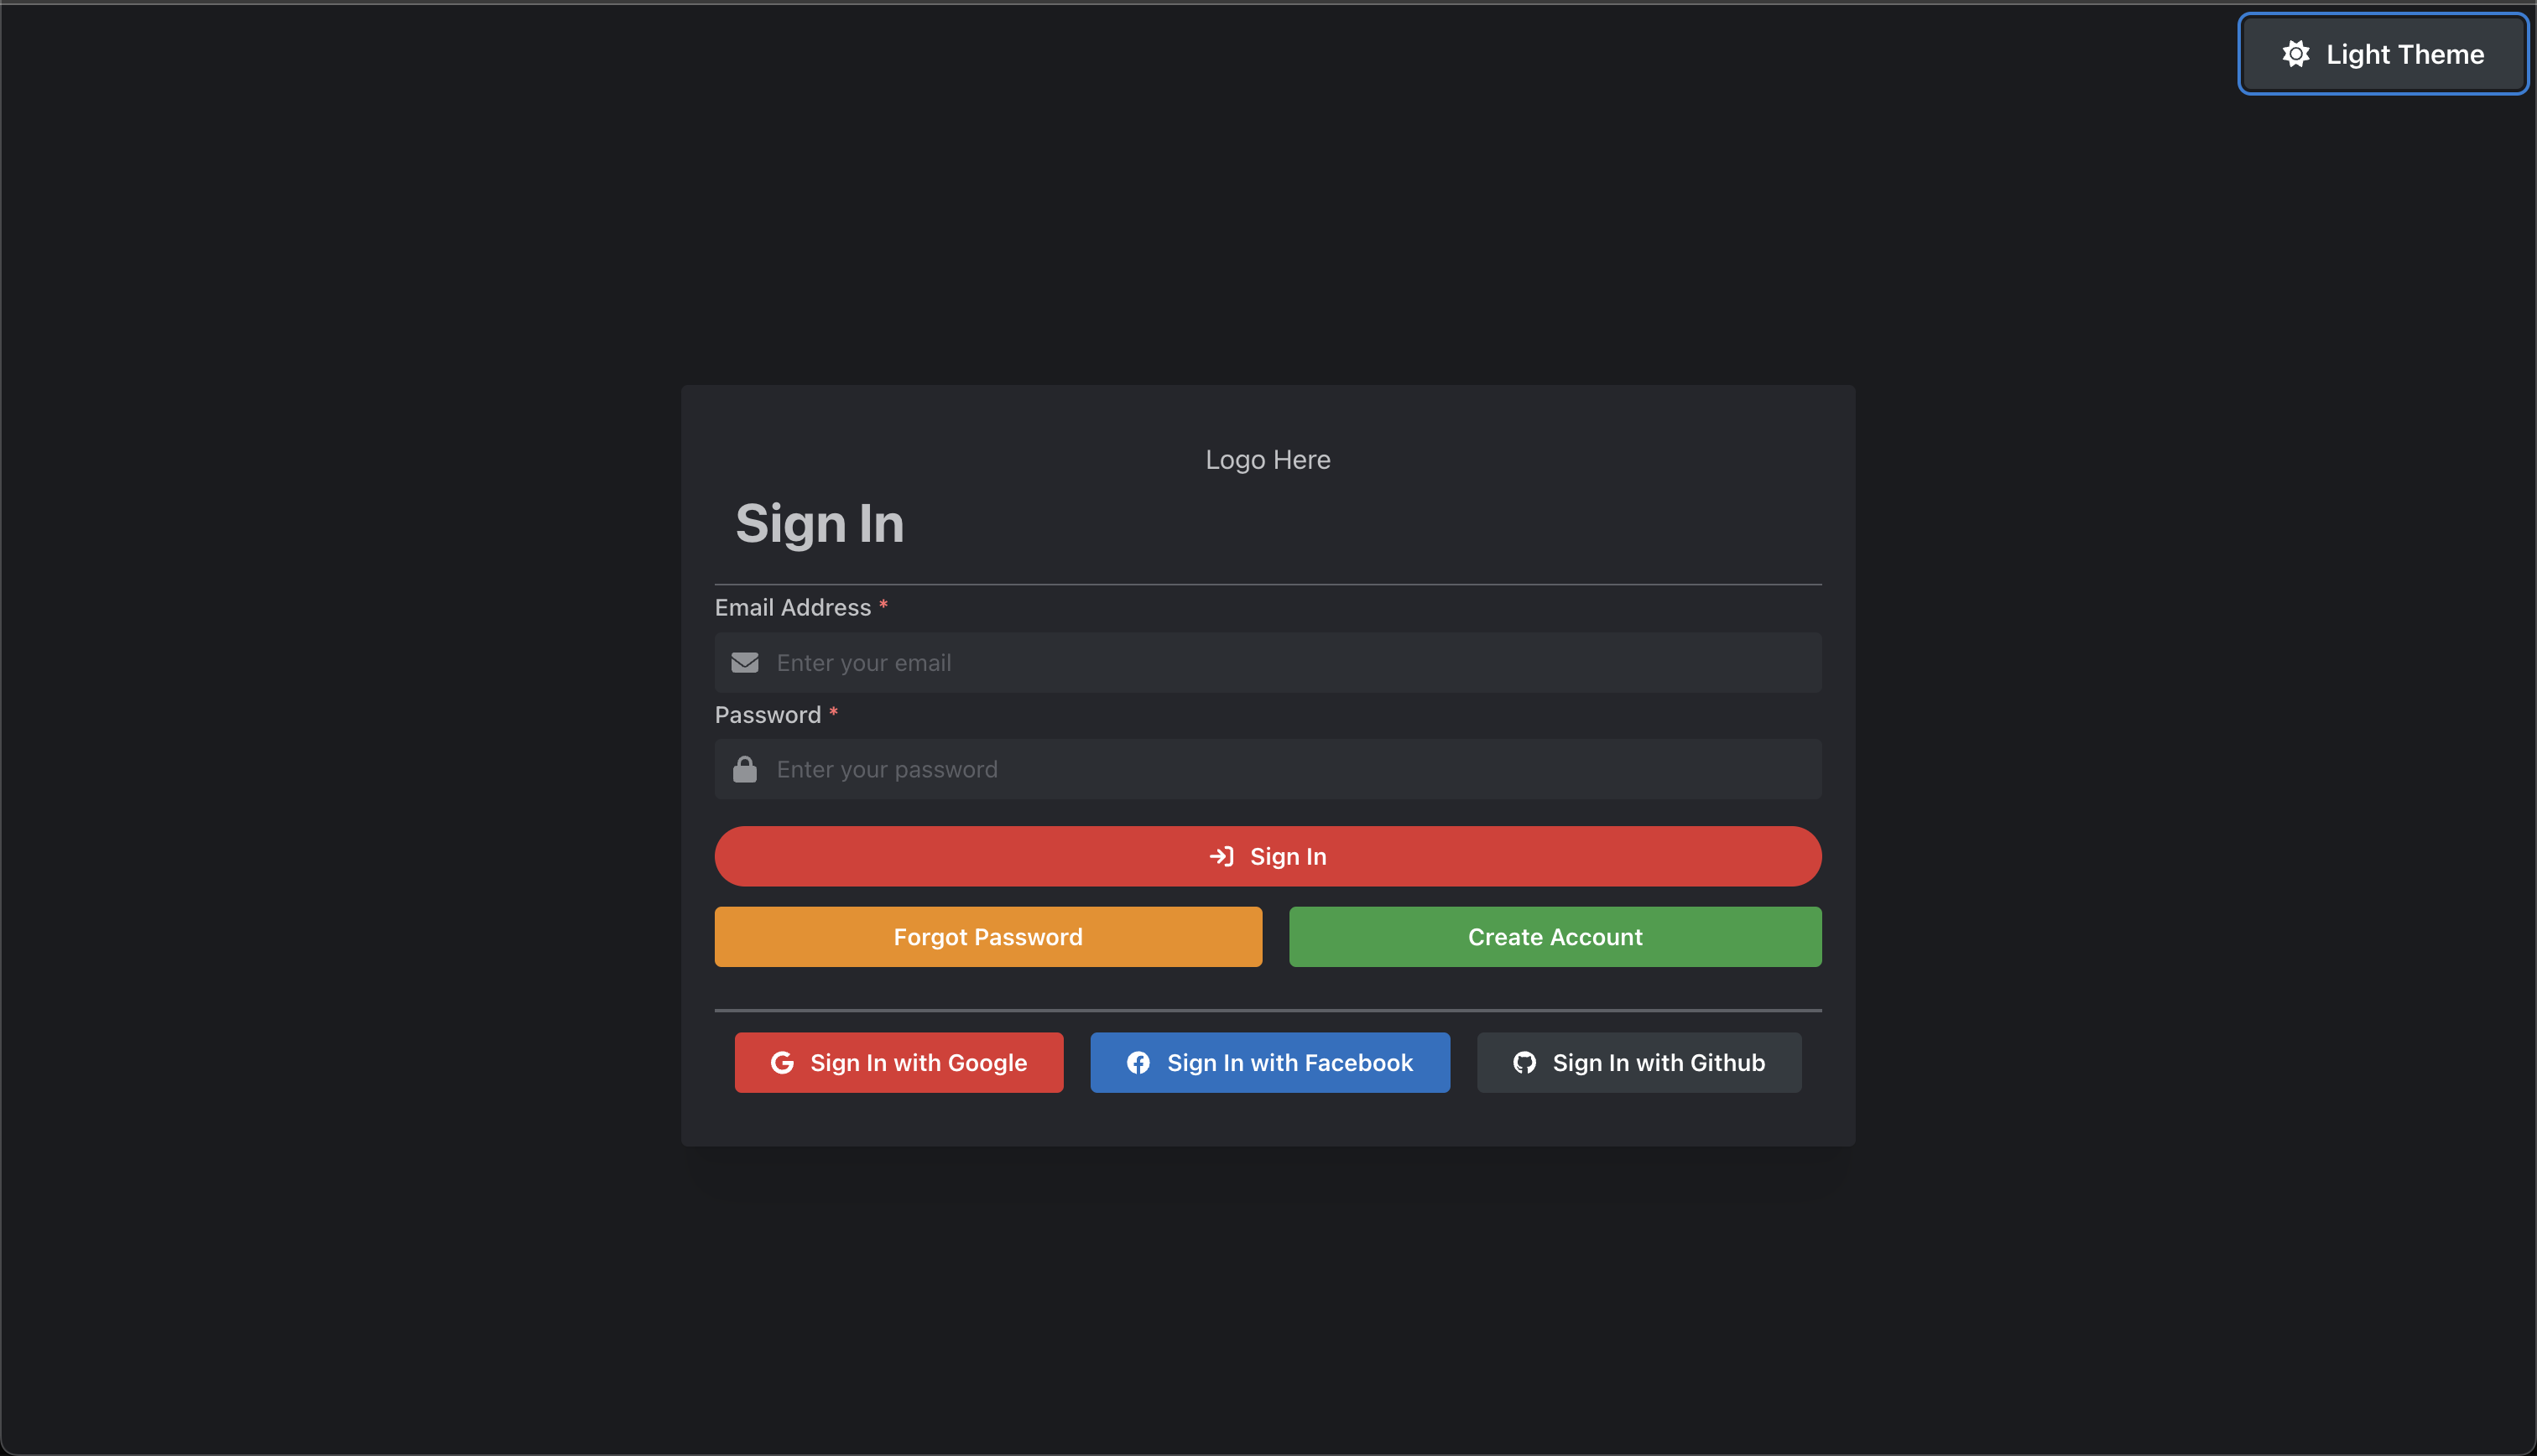 Light Theme
Logo Here
Sign In
Email Address *
Enter your email
Password *
Enter your password
Sign In
Forgot Password
Create Account
Sign In with Google
Sign In with Facebook
Sign In with Github